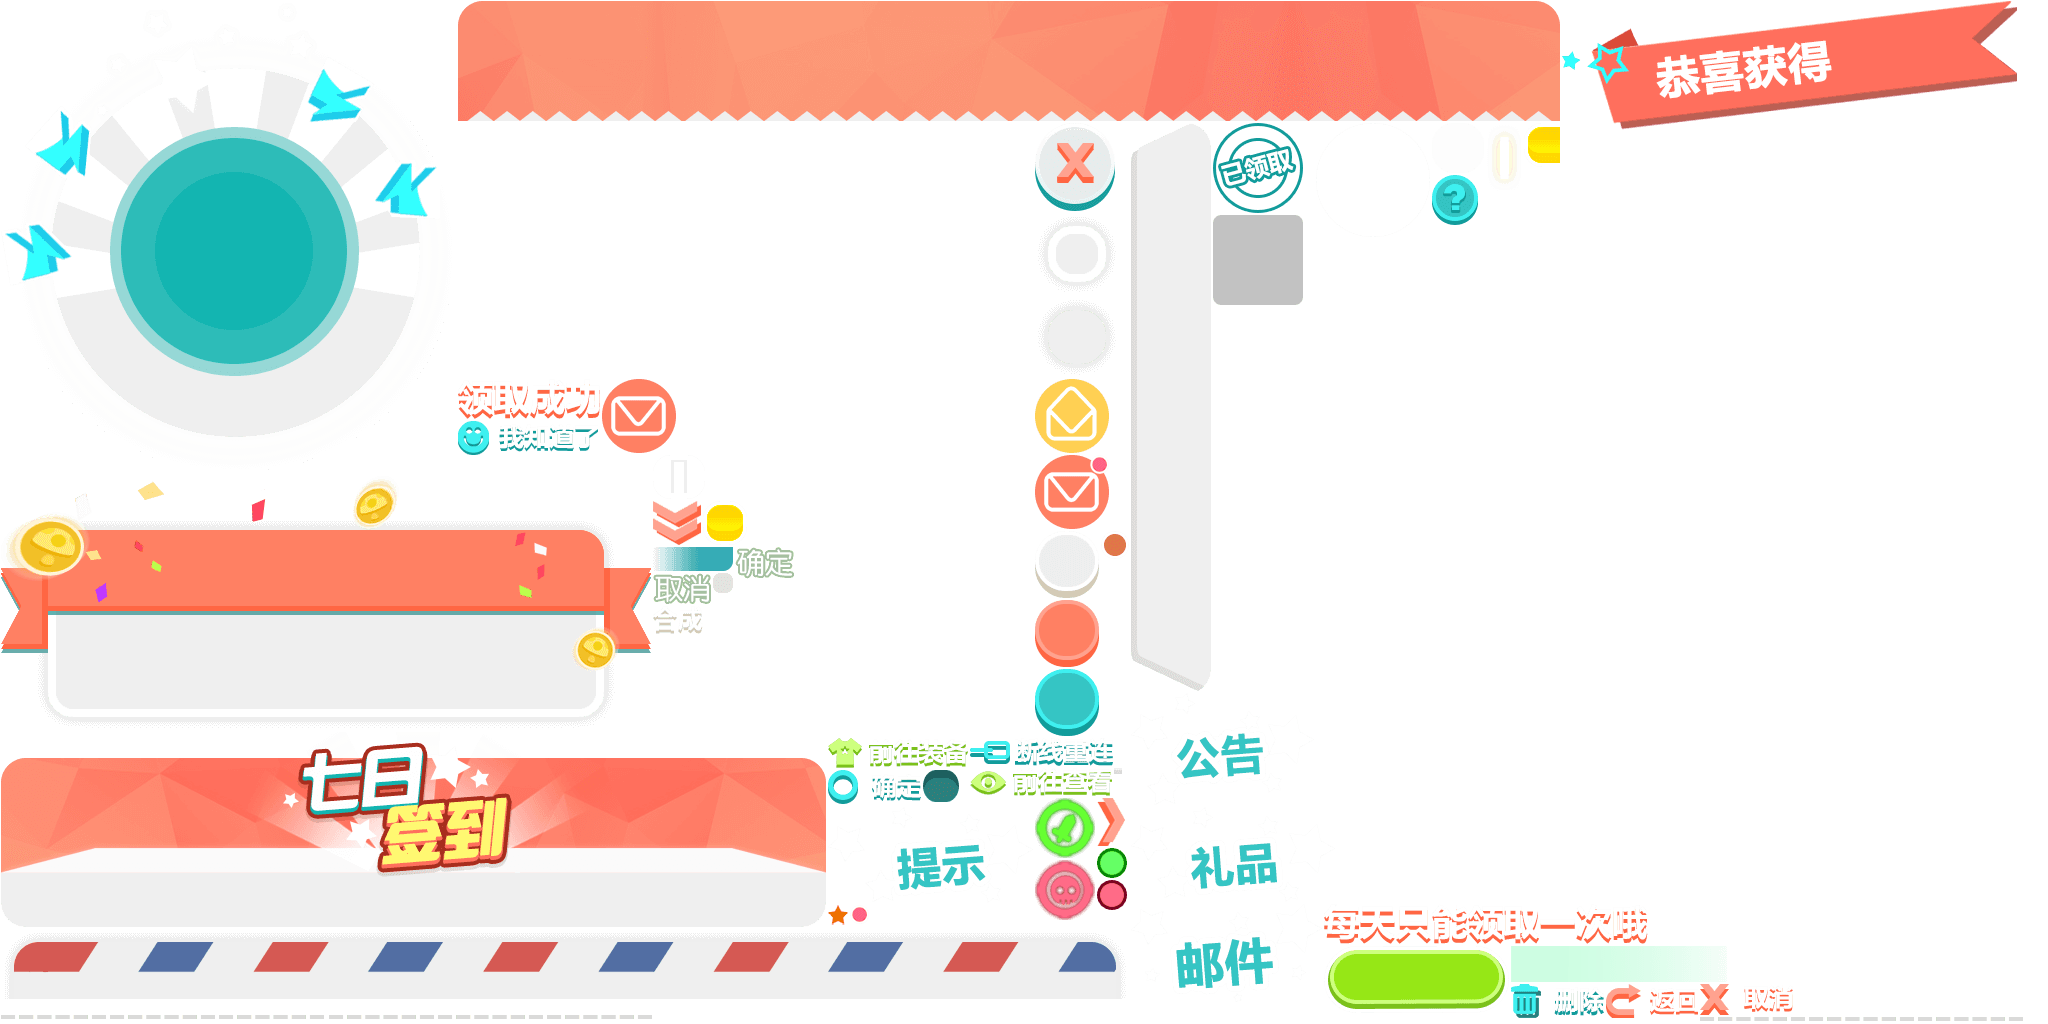 恭喜获得
已领取
?
领取成功
我知道了
确定
取消
合成
七日
签到
前往装备
断线重连
确定
前往查看
公告
提示
礼品
邮件
每天只能领取一次哦
删除
返回
取消